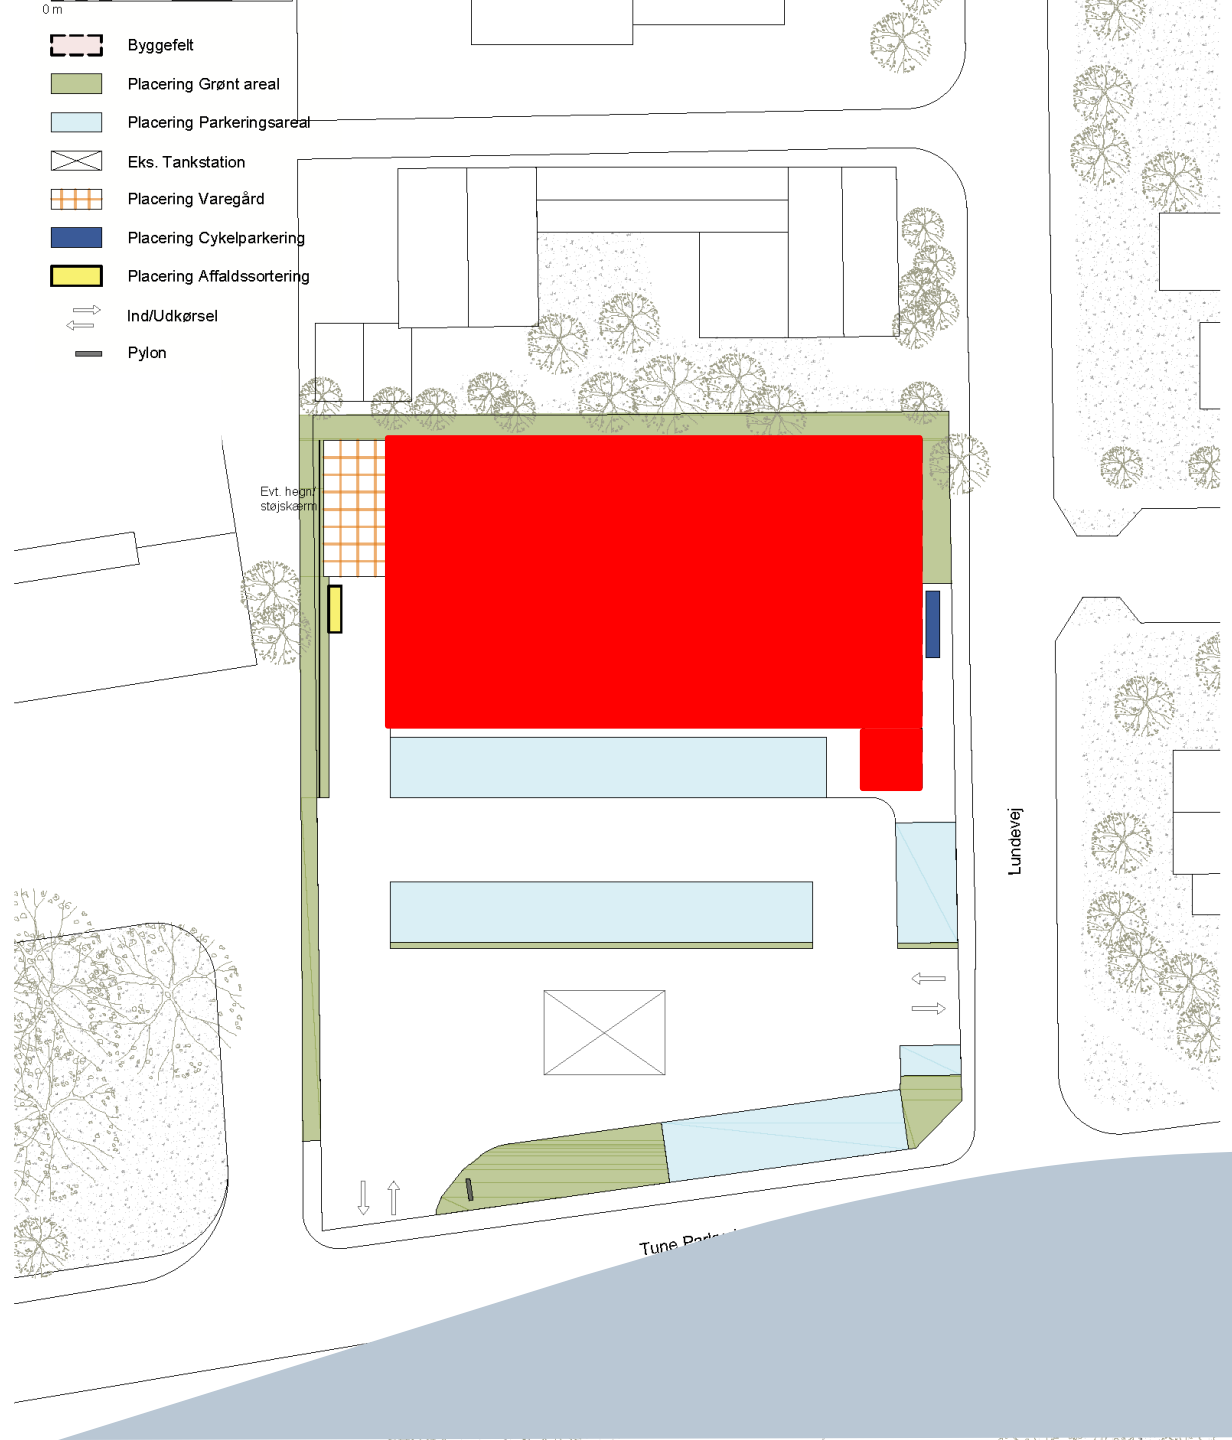 0 m
Byggefelt
Placering Grønt areal
Placering Parkeringsareal
Eks. Tankstation
Placering Varegård
Placering Cykelparkering
Placering Affaldssortering
Ind/Udkørsel
Pylon
Evt. hegn/
støjskærm
Lundevej
Tune